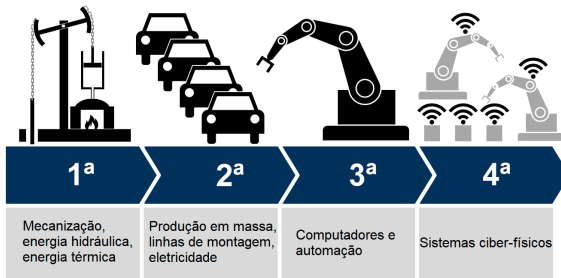 1ª
2ª
3ª
4ª
Mecanização,
energia hidráulica,
energia térmica
Produção em massa,
linhas de montagem,
eletricidade
Computadores e
automação
Sistemas ciber-físicos